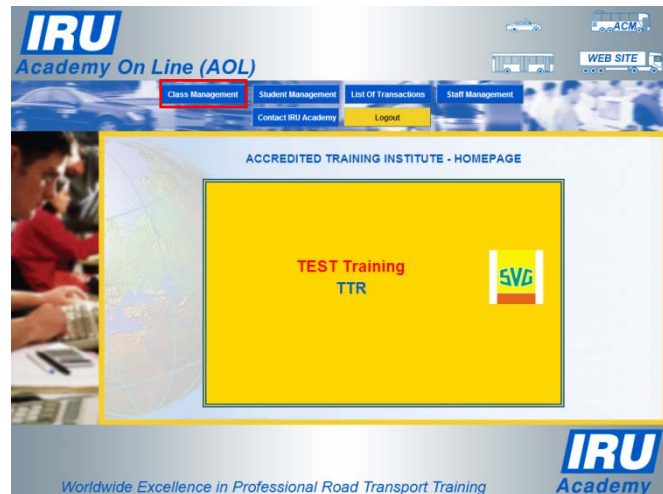 IRU
Academy On Line (AOL)
ACM
WEB SITE
Class Management
Student Management
List Of Transactions
Staff Management
Contact IRU Academy
Logout
ACCREDITED TRAINING INSTITUTE - HOMEPAGE
TEST Training
TTR
SVG
IRU
Academy
Worldwide Excellence in Professional Road Transport Training